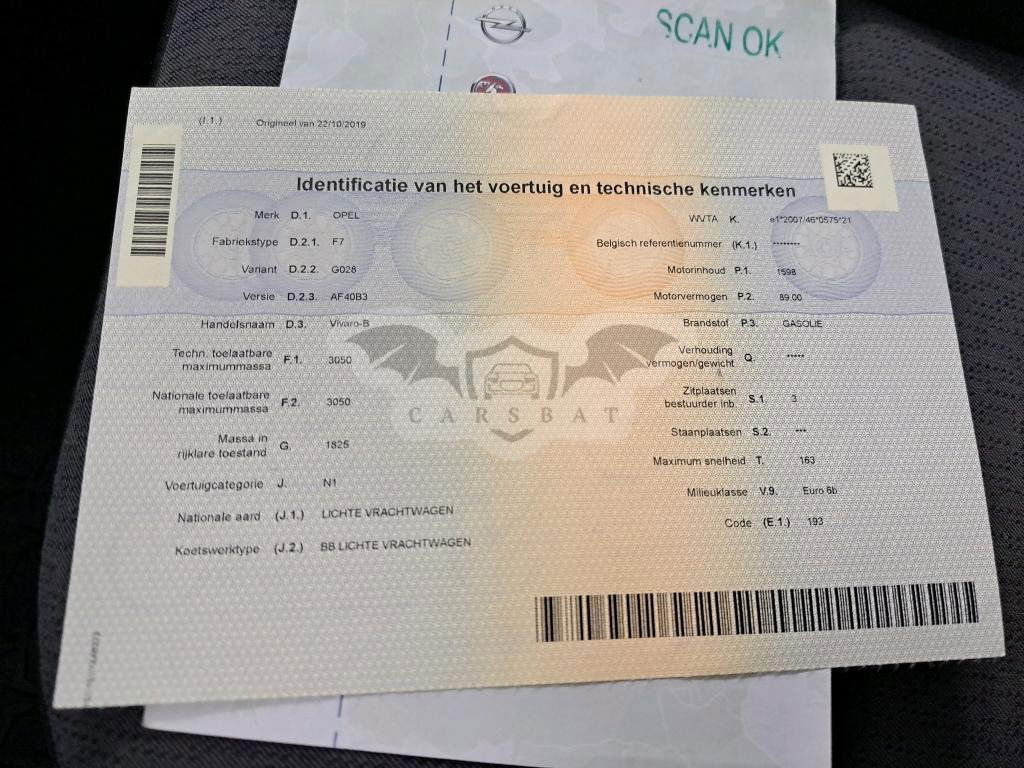 SCAN OK
(I.1.) Origineel van 22/10/2019
Identificatie van het voertuig en technische kenmerken
Merk D.1. OPEL
Fabriekstype D.2.1. F7
Variant D.2.2. G028
Versie D.2.3. AF40B3
Handelsnaam D.3. Vivaro-B
Techn. toelaatbare
maximummassa F.1. 3050
Nationale toelaatbare
maximummassa F.2. 3050
Massa in
rijklare toestand G. 1825
Voertuigcategorie J. N1
Nationale aard (J.1.) LICHTE VRACHTWAGEN
Koetswerktype (J.2.) BB LICHTE VRACHTWAGEN
WVTA K. e1*2007/46*0575*21
Belgisch referentienummer (K.1.) ********
Motorinhoud P.1. 1598
Motorvermogen P.2. 89.00
Brandstof P.3. GASOLIE
Verhouding
vermogen/gewicht Q. *****
Zitplaatsen
bestuurder inb. S.1. 3
Staanplaatsen S.2. ***
Maximum snelheid T. 163
Milieuklasse V.9. Euro 6b
Code (E.1.) 193
CARSBAT